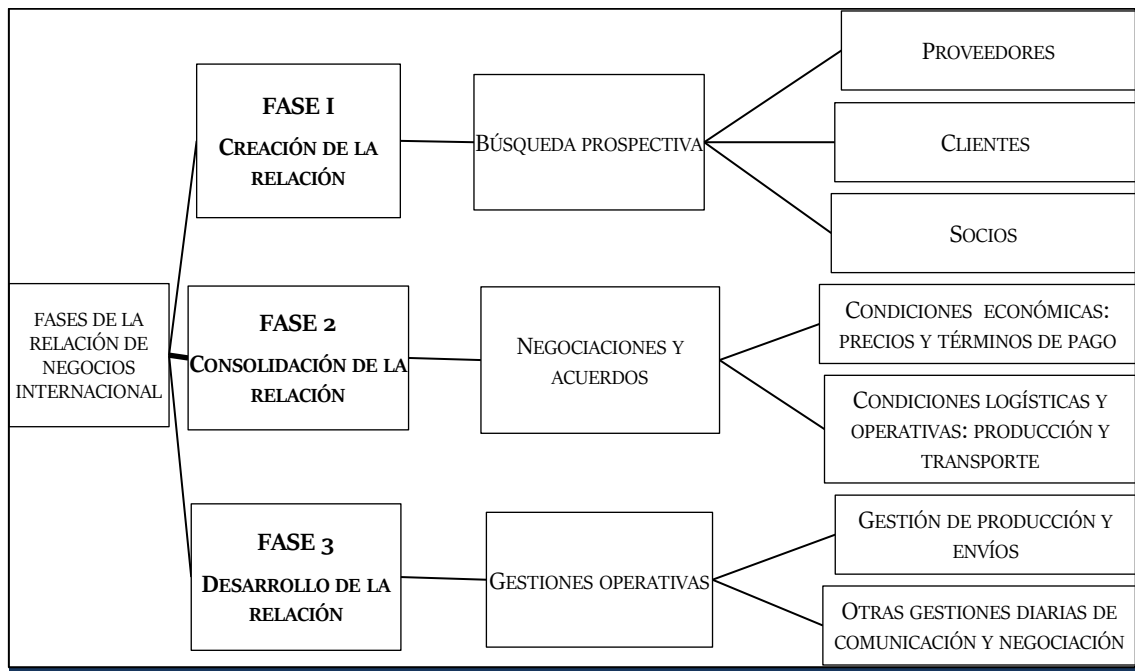 FASES DE LA
RELACIÓN DE
NEGOCIOS
INTERNACIONAL
FASE I
CREACIÓN DE LA
RELACIÓN
BÚSQUEDA PROSPECTIVA
PROVEEDORES
CLIENTES
SOCIOS
FASE 2
CONSOLIDACIÓN DE LA
RELACIÓN
NEGOCIACIONES Y
ACUERDOS
CONDICIONES ECONÓMICAS:
PRECIOS Y TÉRMINOS DE PAGO
CONDICIONES LOGÍSTICAS Y
OPERATIVAS: PRODUCCIÓN Y
TRANSPORTE
FASE 3
DESARROLLO DE LA
RELACIÓN
GESTIONES OPERATIVAS
GESTIÓN DE PRODUCCIÓN Y
ENVÍOS
OTRAS GESTIONES DIARIAS DE
COMUNICACIÓN Y NEGOCIACIÓN